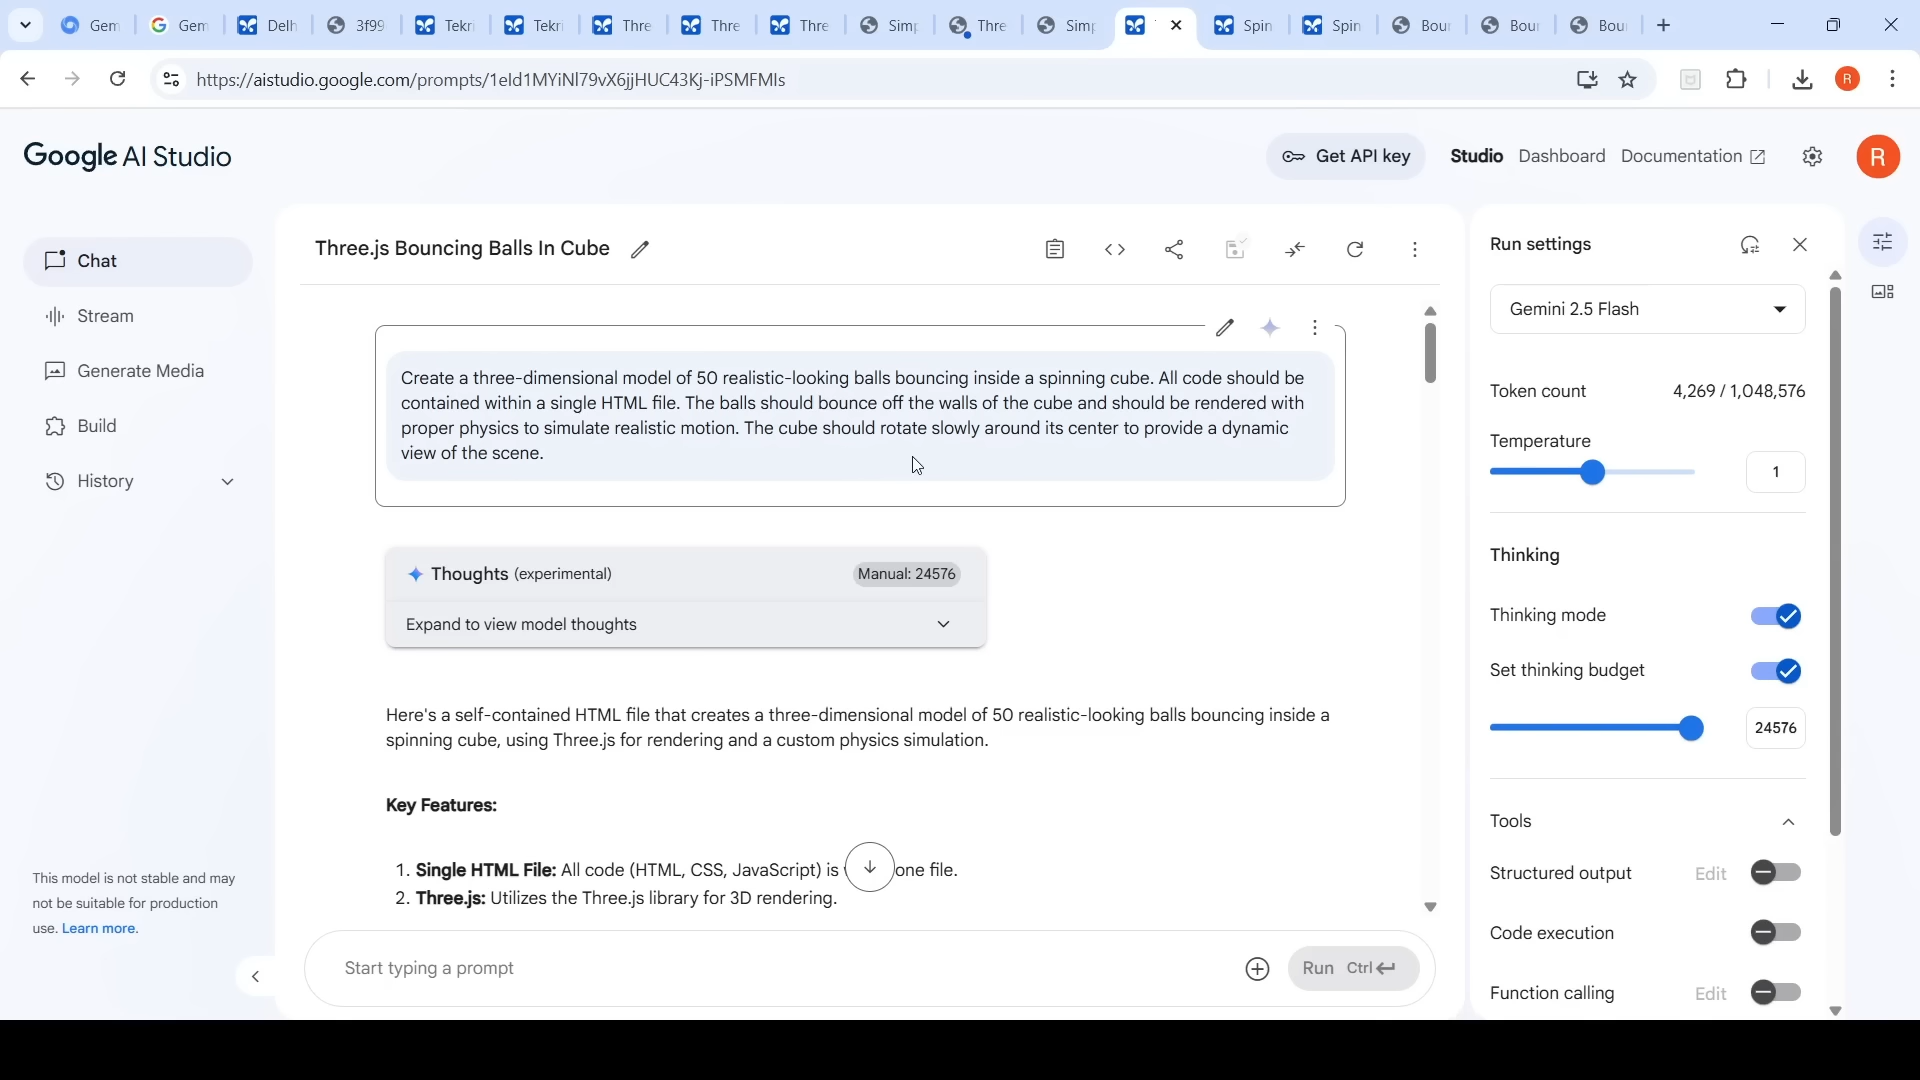 Gem
Gem
Delh
3f99
Tekr
Tekr
Thre
Thre
Thre
Simp
Thre
Simp
Spin
Spin
Bour
Bour
Bou
https://aistudio.google.com/prompts/1eld1MYiNl79vX6jjHUC43Kj-iPSMFMIs
R
Google AI Studio
Get API key
Studio
Dashboard
Documentation
R
Chat
Stream
Generate Media
Build
History
This model is not stable and may
not be suitable for production
use. Learn more.
Three.js Bouncing Balls In Cube
Create a three-dimensional model of 50 realistic-looking balls bouncing inside a spinning cube. All code should be
contained within a single HTML file. The balls should bounce off the walls of the cube and should be rendered with
proper physics to simulate realistic motion. The cube should rotate slowly around its center to provide a dynamic
view of the scene.
Thoughts (experimental)
Manual: 24576
Expand to view model thoughts
Here's a self-contained HTML file that creates a three-dimensional model of 50 realistic-looking balls bouncing inside a
spinning cube, using Three.js for rendering and a custom physics simulation.
Key Features:
1. Single HTML File: All code (HTML, CSS, JavaScript) is one file.
2. Three.js: Utilizes the Three.js library for 3D rendering.
Start typing a prompt
Run Ctrl
Run settings
Gemini 2.5 Flash
Token count 4,269 / 1,048,576
Temperature
1
Thinking
Thinking mode
Set thinking budget
24576
Tools
Structured output Edit
Code execution
Function calling Edit